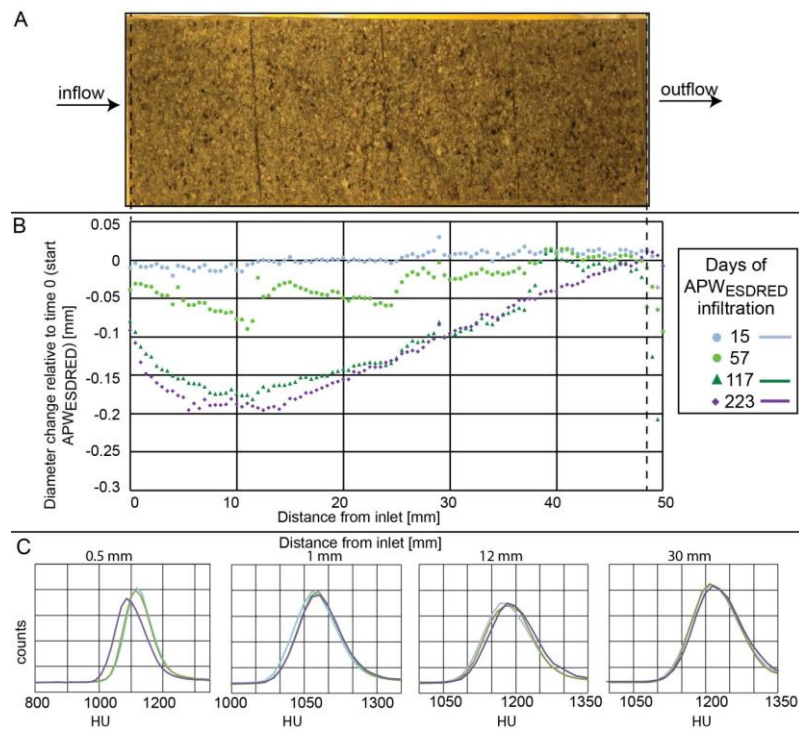 A
inflow
outflow
B
Diameter change relative to time 0 (start
APWESDRED) [mm]
0.05
0
-0.05
-0.1
-0.15
-0.2
-0.25
-0.3
0 10 20 30 40 50
Distance from inlet [mm]
Days of
APWESDRED
infiltration
15
57
117
223
C
Distance from inlet [mm]
0.5 mm 1 mm 12 mm 30 mm
counts
800 1000 1200
1000 1050 1300
1050 1200 1350
1050 1200 1350
HU HU HU HU